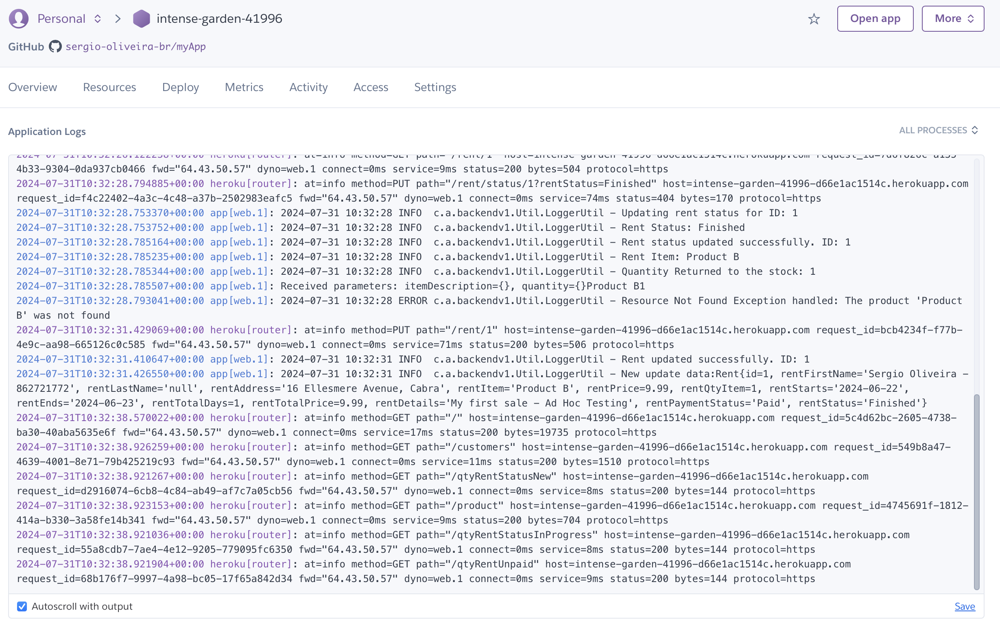 Personal
intense-garden-41996
Open app
More
GitHub sergio-oliveira-br/myApp
Overview
Resources
Deploy
Metrics
Activity
Access
Settings
Application Logs
ALL PROCESSES
heroku[router]: at=info method=GET path="/rent/1"
4b33-9304-0da937cb0466 fwd="64.43.50.57" dyno=web.1 connect=0ms service=9ms status=200 bytes=504 protocol=https
2024-07-31T10:32:28.794885+00:00 heroku[router]: at=info method=PUT path="/rent/status/1?rentStatus=Finished" host=intense-garden-41996-d66e1ac1514c.herokuapp.com
request_id=f4c22402-4a3c-4c48-a37b-2502983eafc5 fwd="64.43.50.57" dyno=web.1 connect=0ms service=74ms status=404 bytes=170 protocol=https
2024-07-31T10:32:28.753370+00:00 app[web.1]: 2024-07-31 10:32:28 INFO  c.a.backendv1.Util.LoggerUtil - Updating rent status for ID: 1
2024-07-31T10:32:28.753752+00:00 app[web.1]: 2024-07-31 10:32:28 INFO  c.a.backendv1.Util.LoggerUtil - Rent Status: Finished
2024-07-31T10:32:28.785164+00:00 app[web.1]: 2024-07-31 10:32:28 INFO  c.a.backendv1.Util.LoggerUtil - Rent status updated successfully. ID: 1
2024-07-31T10:32:28.785235+00:00 app[web.1]: 2024-07-31 10:32:28 INFO  c.a.backendv1.Util.LoggerUtil - Rent Item: Product B
2024-07-31T10:32:28.785344+00:00 app[web.1]: 2024-07-31 10:32:28 INFO  c.a.backendv1.Util.LoggerUtil - Quantity Returned to the stock: 1
2024-07-31T10:32:28.785507+00:00 app[web.1]: Received parameters: itemDescription={}, quantity={}Product B1
2024-07-31T10:32:28.793041+00:00 app[web.1]: 2024-07-31 10:32:28 ERROR c.a.backendv1.Util.LoggerUtil - Resource Not Found Exception handled: The product 'Product
B' was not found
2024-07-31T10:32:31.429069+00:00 heroku[router]: at=info method=PUT path="/rent/1" host=intense-garden-41996-d66e1ac1514c.herokuapp.com request_id=bcb4234f-f77b-
4e9c-aa98-665126c0c585 fwd="64.43.50.57" dyno=web.1 connect=0ms service=71ms status=200 bytes=506 protocol=https
2024-07-31T10:32:31.410647+00:00 app[web.1]: 2024-07-31 10:32:31 INFO  c.a.backendv1.Util.LoggerUtil - Rent updated successfully. ID: 1
2024-07-31T10:32:31.426550+00:00 app[web.1]: 2024-07-31 10:32:31 INFO  c.a.backendv1.Util.LoggerUtil - New update data:Rent{id=1, rentFirstName='Sergio Oliveira -
862721772', rentLastName='null', rentAddress='16 Ellesmere Avenue, Cabra', rentItem='Product B', rentPrice=9.99, rentQtyItem=1, rentStarts='2024-06-22',
rentEnds='2024-06-23', rentTotalDays=1, rentTotalPrice=9.99, rentDetails='My first sale - Ad Hoc Testing', rentPaymentStatus='Paid', rentStatus='Finished'}
2024-07-31T10:32:38.570022+00:00 heroku[router]: at=info method=GET path="/" host=intense-garden-41996-d66e1ac1514c.herokuapp.com request_id=5c4d62bc-2605-4738-
ba30-40aba5635e6f fwd="64.43.50.57" dyno=web.1 connect=0ms service=17ms status=200 bytes=19735 protocol=https
2024-07-31T10:32:38.926259+00:00 heroku[router]: at=info method=GET path="/customers" host=intense-garden-41996-d66e1ac1514c.herokuapp.com request_id=549b8a47-
4639-4001-8e71-79b425219c93 fwd="64.43.50.57" dyno=web.1 connect=0ms service=11ms status=200 bytes=1510 protocol=https
2024-07-31T10:32:38.921267+00:00 heroku[router]: at=info method=GET path="/qtyRentStatusNew" host=intense-garden-41996-d66e1ac1514c.herokuapp.com
request_id=d2916074-6cb8-4c84-ab49-af7c7a05cb56 fwd="64.43.50.57" dyno=web.1 connect=0ms service=8ms status=200 bytes=144 protocol=https
2024-07-31T10:32:38.923153+00:00 heroku[router]: at=info method=GET path="/product" host=intense-garden-41996-d66e1ac1514c.herokuapp.com request_id=4745691f-1812-
414a-b330-3a58fe14b341 fwd="64.43.50.57" dyno=web.1 connect=0ms service=9ms status=200 bytes=704 protocol=https
2024-07-31T10:32:38.921036+00:00 heroku[router]: at=info method=GET path="/qtyRentStatusInProgress" host=intense-garden-41996-d66e1ac1514c.herokuapp.com
request_id=55a8cdb7-7ae4-4e12-9205-779095fc6350 fwd="64.43.50.57" dyno=web.1 connect=0ms service=8ms status=200 bytes=144 protocol=https
2024-07-31T10:32:38.921904+00:00 heroku[router]: at=info method=GET path="/qtyRentUnpaid" host=intense-garden-41996-d66e1ac1514c.herokuapp.com
request_id=68b176f7-9997-4a98-bc05-17f65a842d34 fwd="64.43.50.57" dyno=web.1 connect=0ms service=9ms status=200 bytes=144 protocol=https
Autoscroll with output
Save